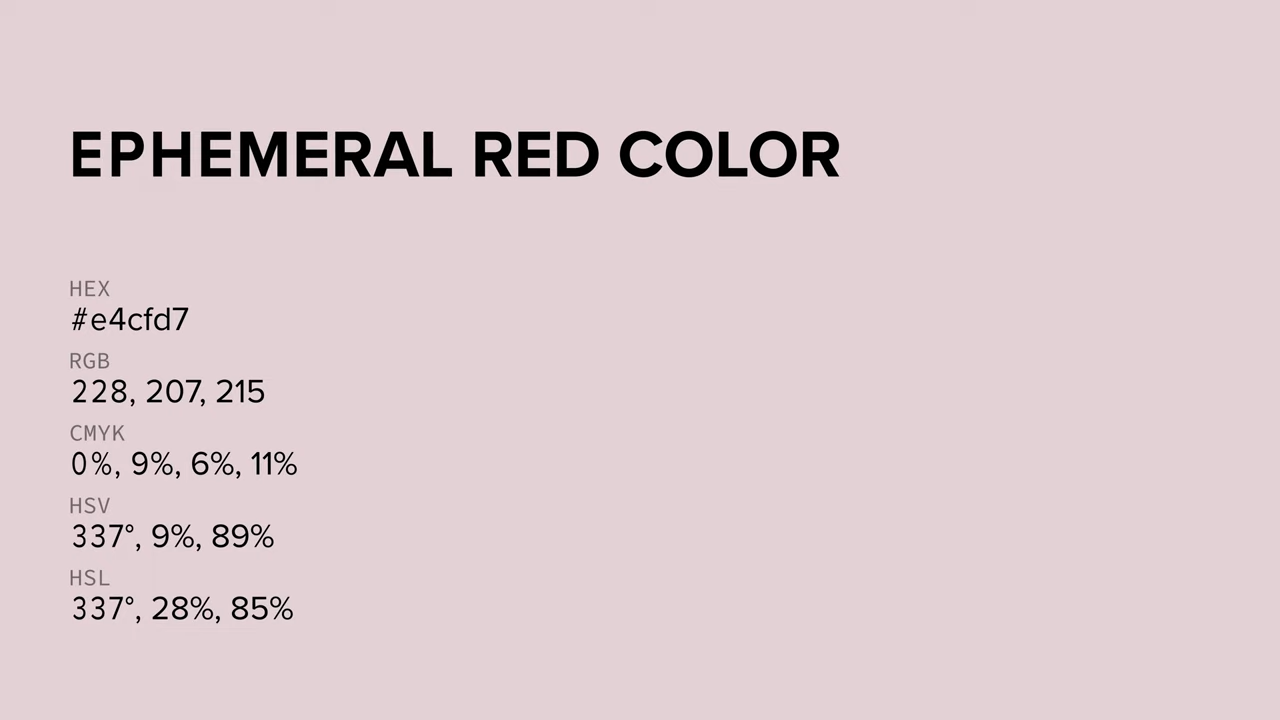 EPHEMERAL RED COLOR
HEX
#e4cfd7
RGB
228, 207, 215
CMYK
0%, 9%, 6%, 11%
HSV
337°, 9%, 89%
HSL
337°, 28%, 85%